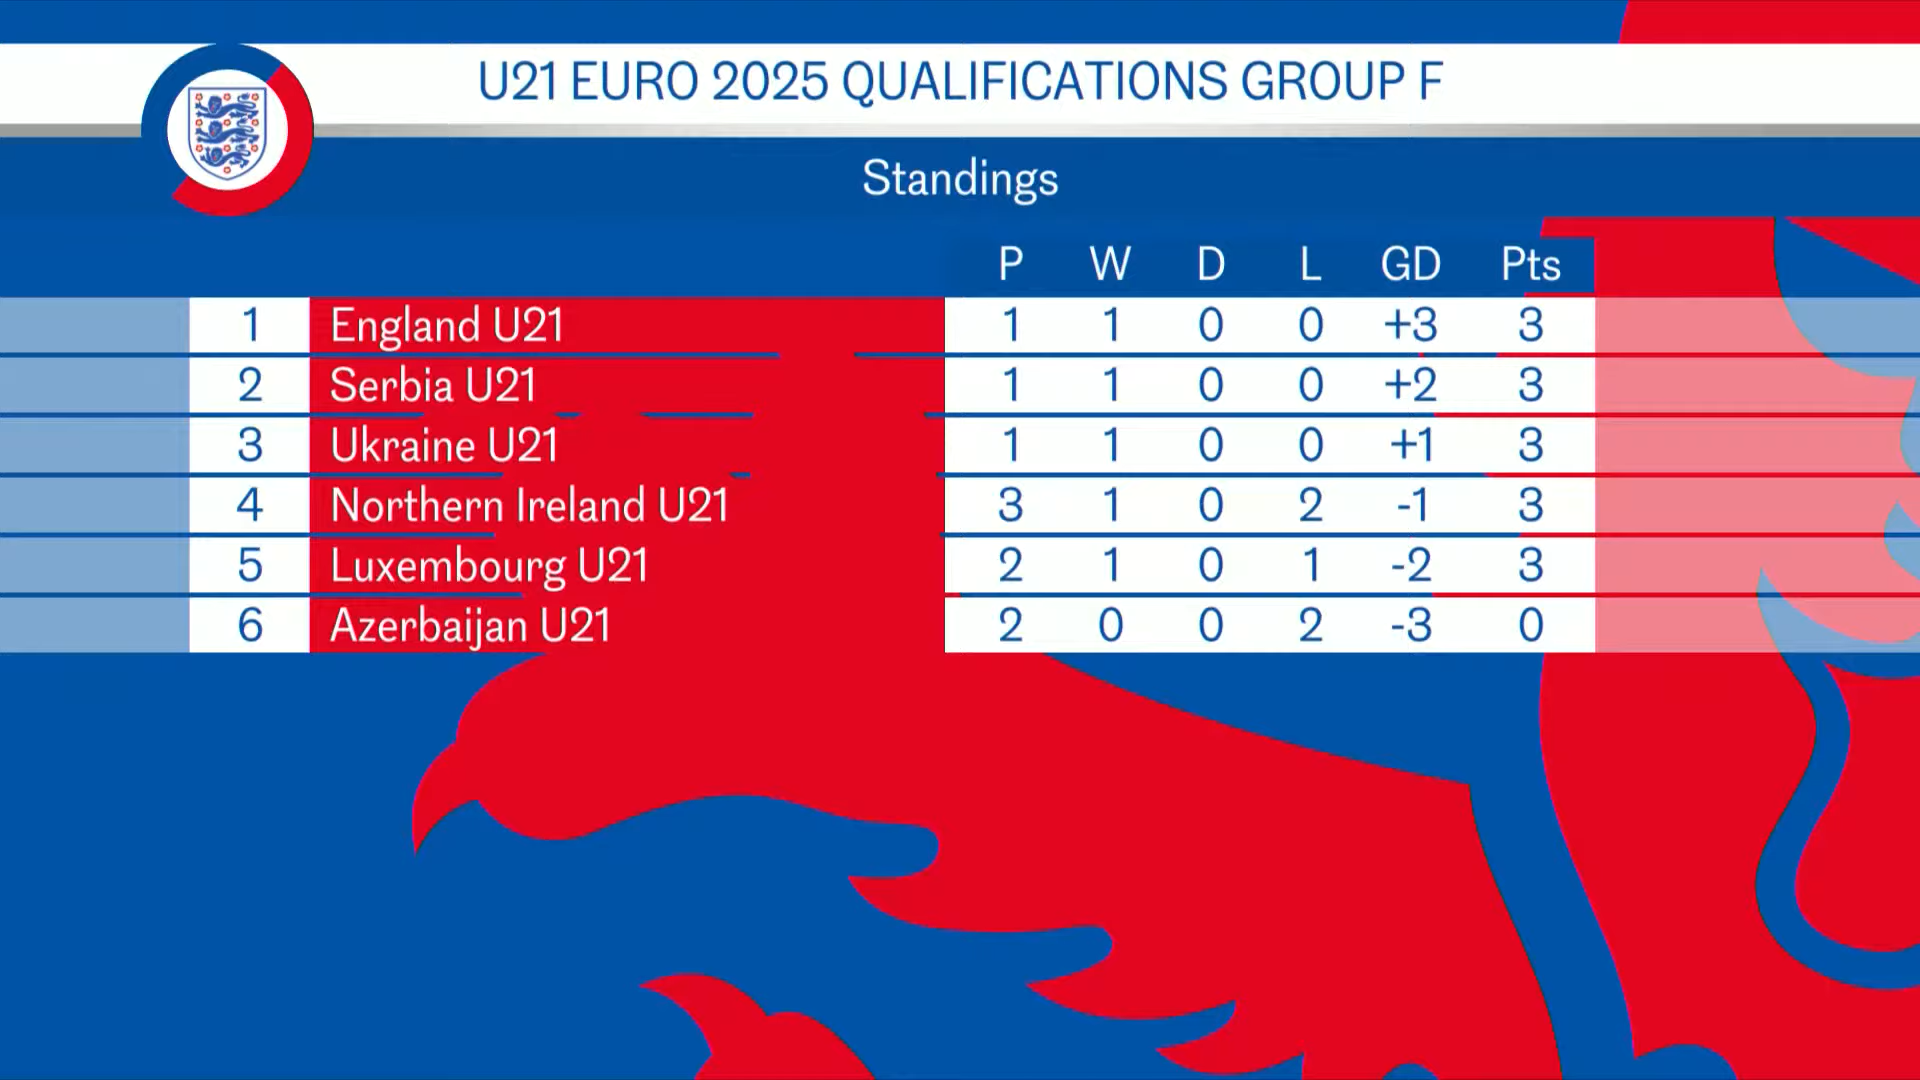 U21 EURO 2025 QUALIFICATIONS GROUP F
Standings
P W D L GD Pts
1 England U21 1 1 0 0 +3 3
2 Serbia U21 1 1 0 0 +2 3
3 Ukraine U21 1 1 0 0 +1 3
4 Northern Ireland U21 3 1 0 2 -1 3
5 Luxembourg U21 2 1 0 1 -2 3
6 Azerbaijan U21 2 0 0 2 -3 0